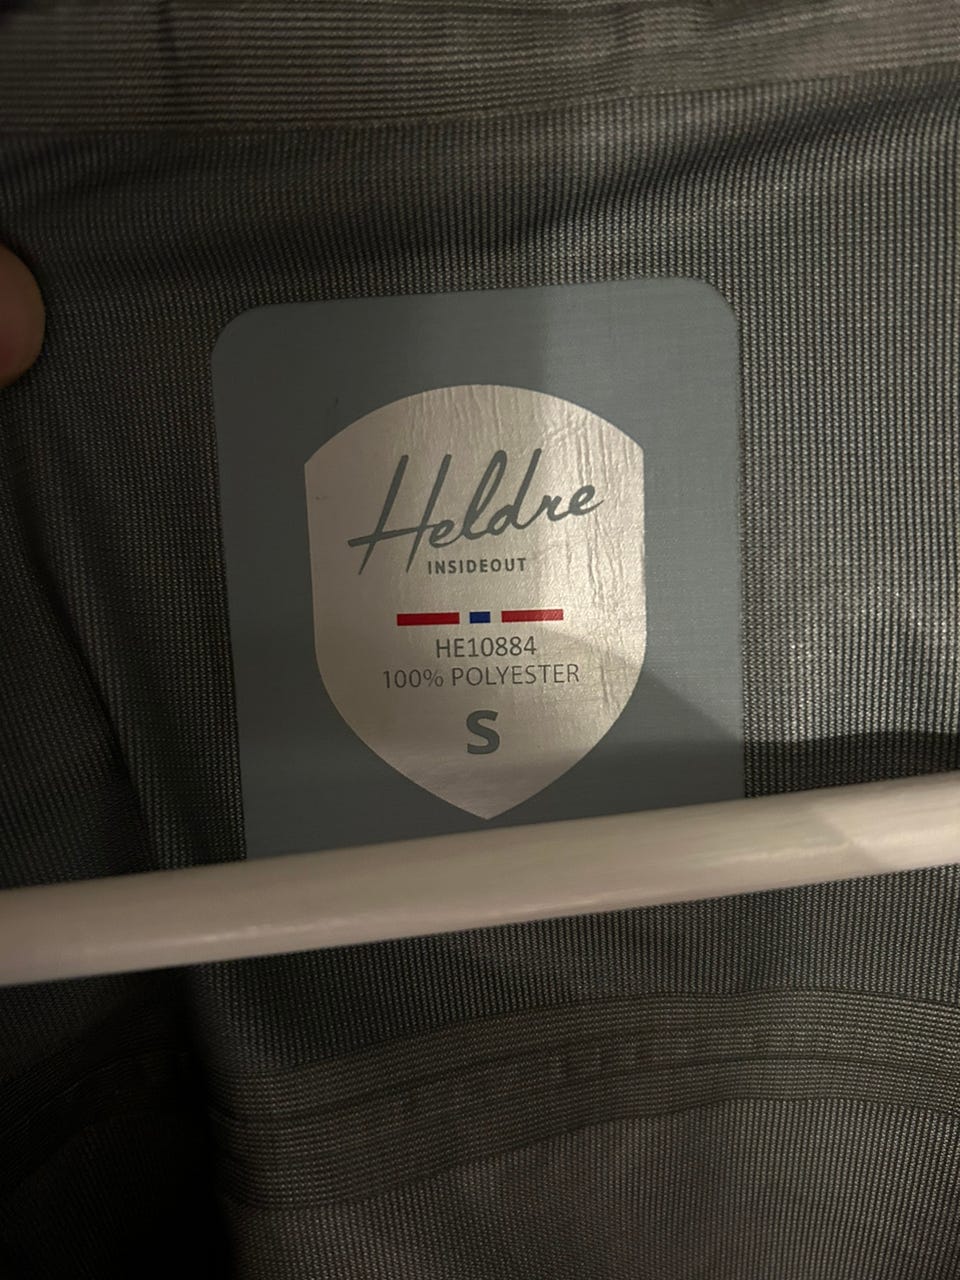 Heldre
INSIDEOUT
HE10884
100% POLYESTER
S